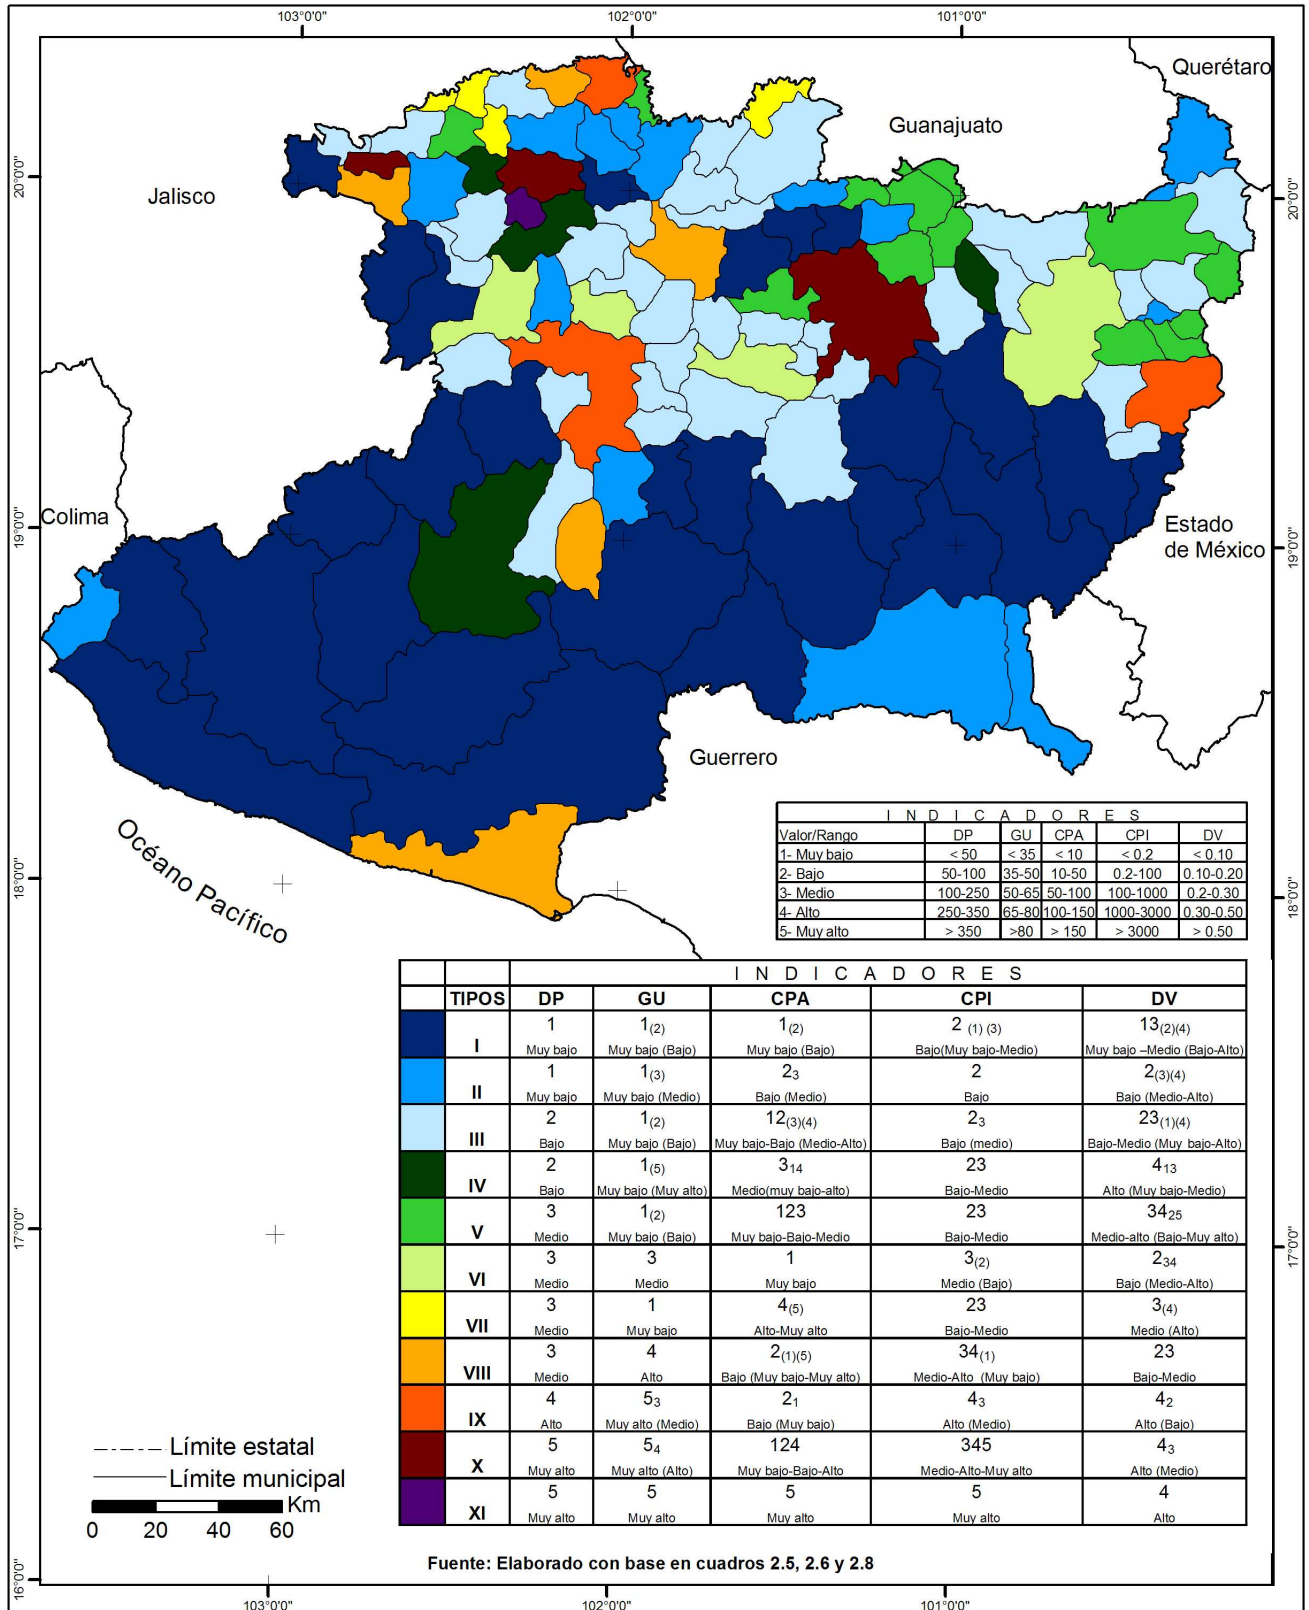 103°0'0" 102°0'0" 101°0'0"
Querétaro
Guanajuato
Jalisco
20°0'0" 20°0'0"
Colima
19°0'0" 19°0'0"
Estado
de México
Guerrero
Océano Pacífico
18°0'0" 18°0'0"
INDICADORES
Valor/Rango DP GU CPA CPI DV
1- Muy bajo < 50 < 35 < 10 < 0.2 < 0.10
2- Bajo 50-100 35-50 10-50 0.2-100 0.10-0.20
3- Medio 100-250 50-65 50-100 100-1000 0.2-0.30
4- Alto 250-350 65-80 100-150 1000-3000 0.30-0.50
5- Muy alto > 350 >80 > 150 > 3000 > 0.50
INDICADORES
TIPOS DP GU CPA CPI DV
I 1 1(2) 1(2) 2 (1) (3) 13(2)(4)
Muy bajo Muy bajo (Bajo) Muy bajo (Bajo) Bajo(Muy bajo-Medio) Muy bajo –Medio (Bajo-Alto)
II 1 1(3) 23 2 2(3)(4)
Muy bajo Muy bajo (Medio) Bajo (Medio) Bajo Bajo (Medio-Alto)
III 2 1(2) 12(3)(4) 23 23(1)(4)
Bajo Muy bajo (Bajo) Muy bajo-Bajo (Medio-Alto) Bajo (medio) Bajo-Medio (Muy bajo-Alto)
IV 2 1(5) 314 23 413
Bajo Muy bajo (Muy alto) Medio(muy bajo-alto) Bajo-Medio Alto (Muy bajo-Medio)
V 3 1(2) 123 23 3425
Medio Muy bajo (Bajo) Muy bajo-Bajo-Medio Bajo-Medio Medio-alto (Bajo-Muy alto)
VI 3 3 1 3(2) 234
Medio Medio Muy bajo Medio (Bajo) Bajo (Medio-Alto)
VII 3 1 4(5) 23 3(4)
Medio Muy bajo Alto-Muy alto Bajo-Medio Medio (Alto)
VIII 3 4 2(1)(5) 34(1) 23
Medio Alto Bajo (Muy bajo-Muy alto) Medio-Alto (Muy bajo) Bajo-Medio
IX 4 53 21 43 42
Alto Muy alto (Medio) Bajo (Muy bajo) Alto (Medio) Alto (Bajo)
X 5 54 124 345 43
Muy alto Muy alto (Alto) Muy bajo-Bajo-Alto Medio-Alto-Muy alto Alto (Medio)
XI 5 5 5 5 4
Muy alto Muy alto Muy alto Muy alto Alto
17°0'0" 17°0'0"
Límite estatal
Límite municipal
Km
0 20 40 60
Fuente: Elaborado con base en cuadros 2.5, 2.6 y 2.8
16°0'0"
103°0'0" 102°0'0" 101°0'0"